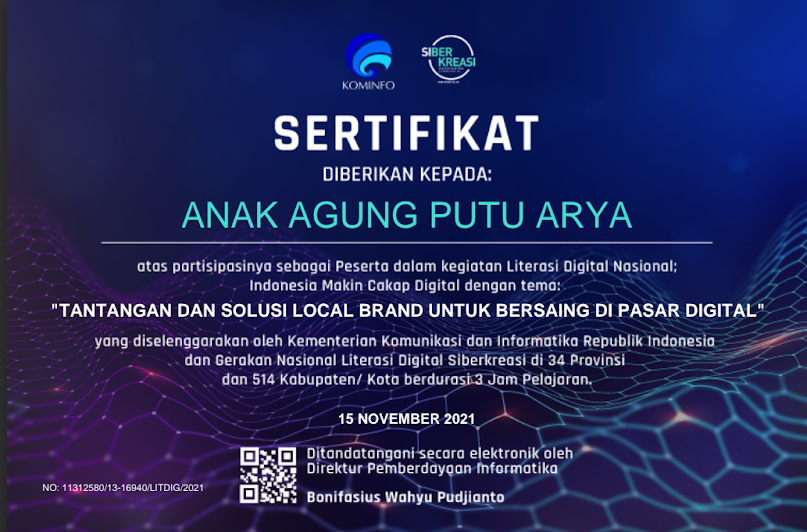 KOMINFO
SIBER
KREASI
SERTIFIKAT
DIBERIKAN KEPADA:
ANAK AGUNG PUTU ARYA
atas partisipasinya sebagai Peserta dalam kegiatan Literasi Digital Nasional;
Indonesia Makin Cakap Digital dengan tema:
"TANTANGAN DAN SOLUSI LOCAL BRAND UNTUK BERSAING DI PASAR DIGITAL"
yang diselenggarakan oleh Kementerian Komunikasi dan Informatika Republik Indonesia
dan Gerakan Nasional Literasi Digital Siberkreasi di 34 Provinsi
dan 514 Kabupaten/ Kota berdurasi 3 Jam Pelajaran.
15 NOVEMBER 2021
Ditandatangani secara elektronik oleh
Direktur Pemberdayaan Informatika
Bonifasius Wahyu Pudjianto
NO: 11312580/13-16940/LITDIG/2021